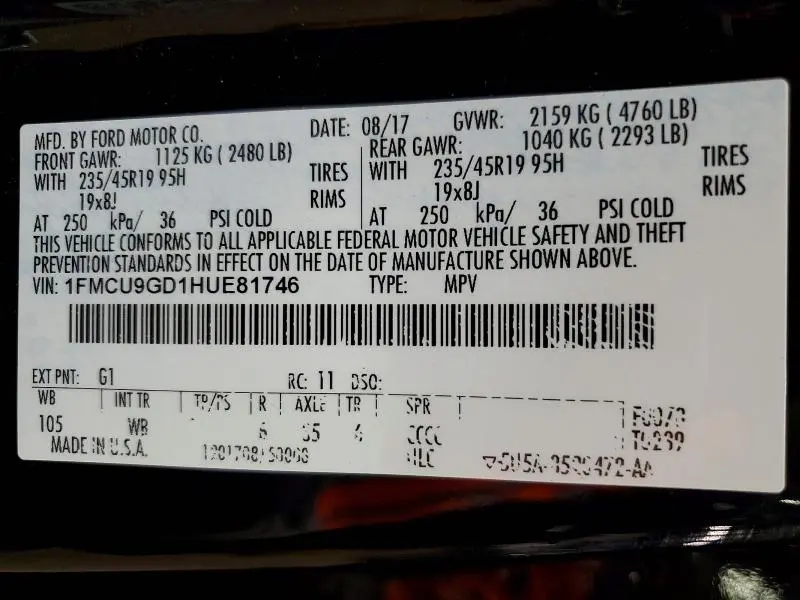 MFD. BY FORD MOTOR CO. DATE: 08/17 GVWR: 2159 KG ( 4760 LB)
FRONT GAWR: 1125 KG ( 2480 LB) REAR GAWR: 1040 KG ( 2293 LB)
WITH 235/45R19 95H TIRES WITH 235/45R19 95H TIRES
19x8J RIMS 19x8J RIMS
AT 250 kPa/ 36 PSI COLD AT 250 kPa/ 36 PSI COLD
THIS VEHICLE CONFORMS TO ALL APPLICABLE FEDERAL MOTOR VEHICLE SAFETY AND THEFT
PREVENTION STANDARDS IN EFFECT ON THE DATE OF MANUFACTURE SHOWN ABOVE.
VIN: 1FMCU9GD1HUE81746 TYPE: MPV
EXT PNT: G1 RC: 11 DSO:
WB INT TR TP/PS R AXLE TR SPR
105 WB 6
MADE IN U.S.A.